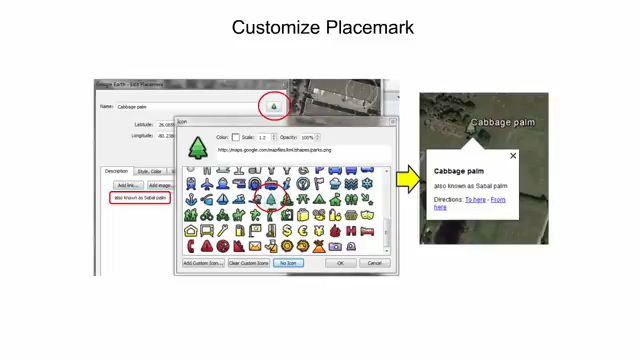 Customize Placemark
Google Earth - Edit Placemark
Name: Cabbage palm
Latitude:
Longitude:
Description Style, Color
Add link... Add image
also known as Sabal palm
Icon
Color: Scale: 1.2 Opacity: 100%
http://maps.google.com/mapfiles/kml/shapes/parks.png
Add Custom Icon... Clear Custom Icons No Icon OK Cancel
Cabbage palm
Cabbage palm
also known as Sabal palm
Directions: To here - From
here